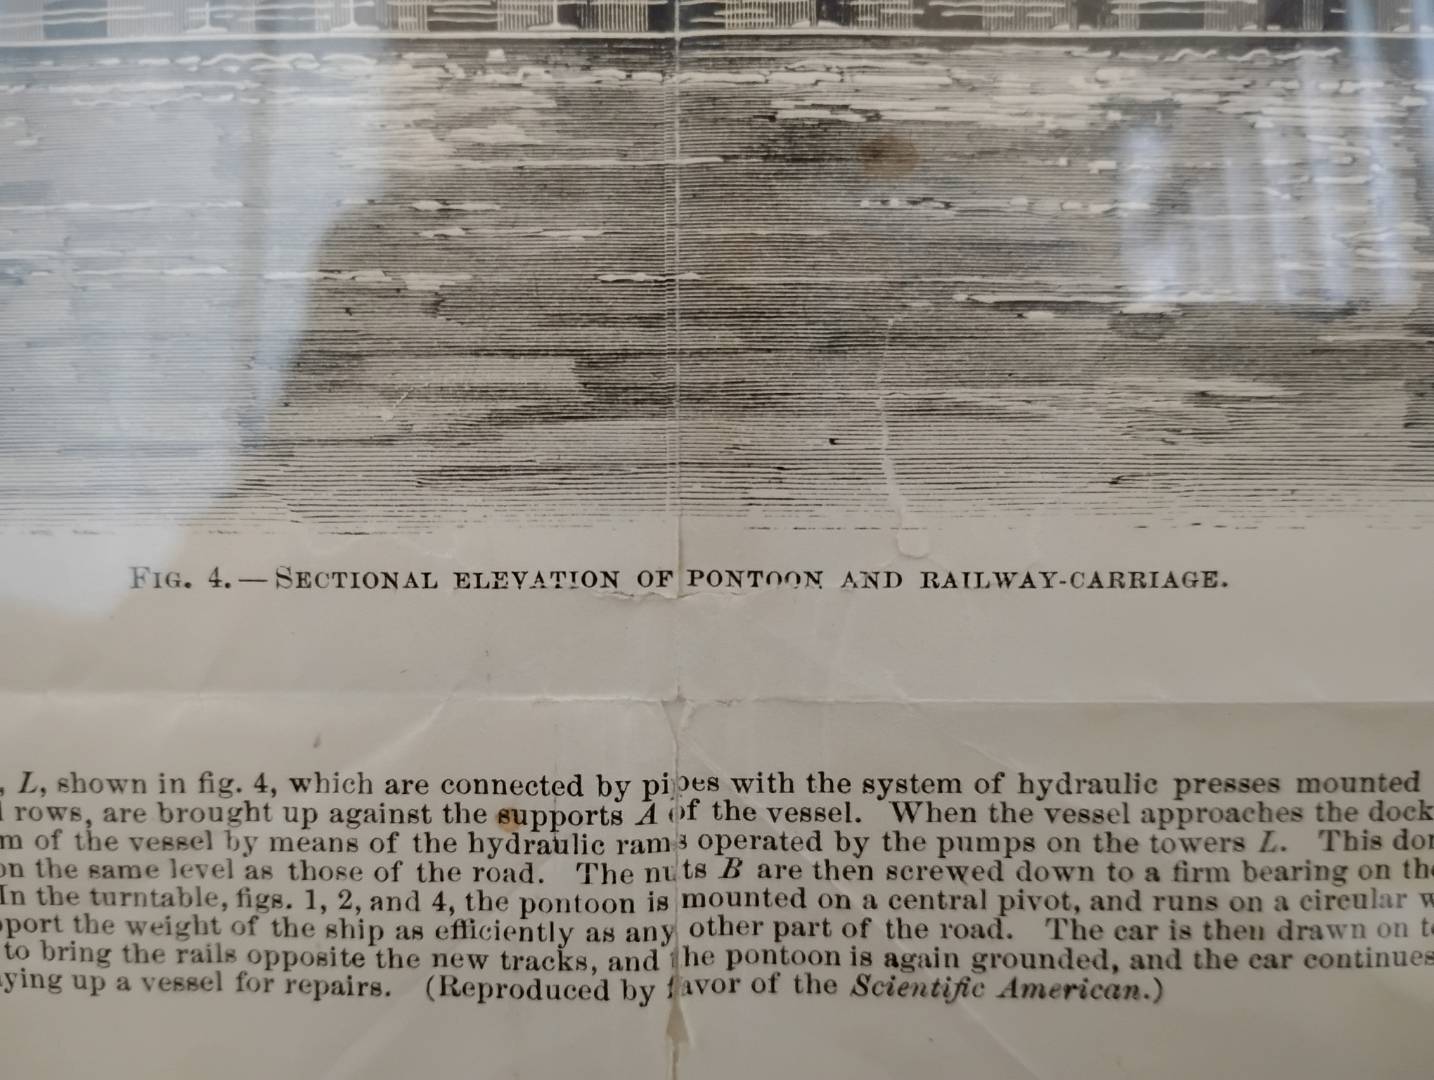 FIG. 4.—SECTIONAL ELEVATION OF PONTOON AND RAILWAY-CARRIAGE.
, L, shown in fig. 4, which are connected by pipes with the system of hydraulic presses mounted
rows, are brought up against the supports A of the vessel. When the vessel approaches the dock
m of the vessel by means of the hydraulic rams operated by the pumps on the towers L. This do
on the same level as those of the road. The nuts B are then screwed down to a firm bearing on th
In the turntable, figs. 1, 2, and 4, the pontoon is mounted on a central pivot, and runs on a circular w
port the weight of the ship as efficiently as any other part of the road. The car is then drawn on t
to bring the rails opposite the new tracks, and the pontoon is again grounded, and the car continues
ying up a vessel for repairs. (Reproduced by favor of the Scientific American.)